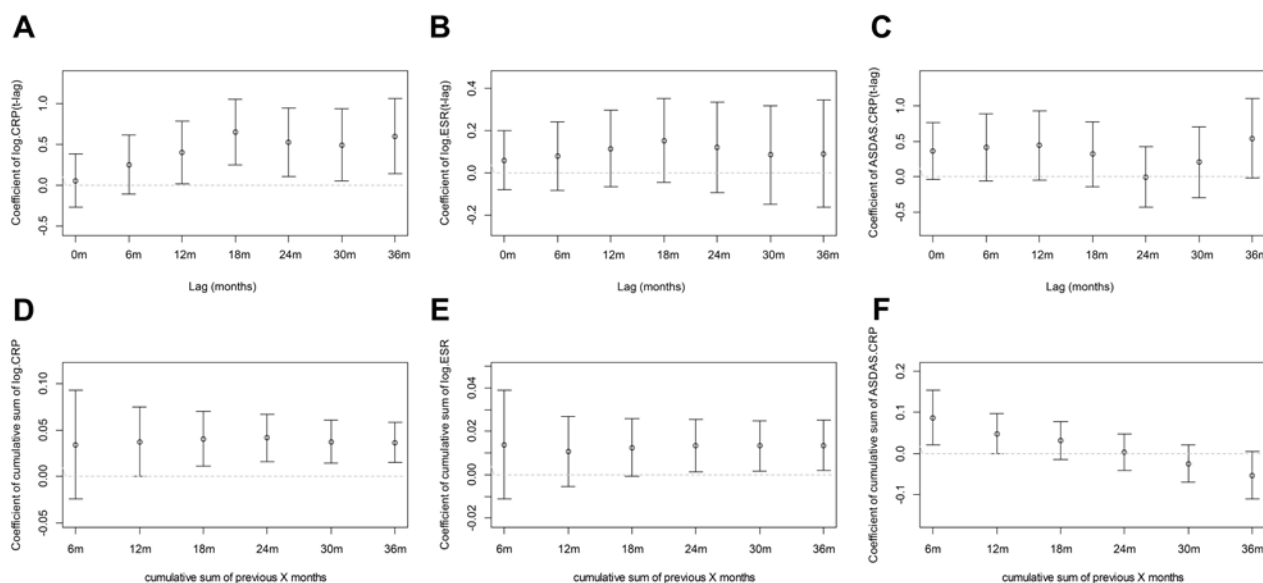 A
Coefficient of log.CRP(t-lag)
1.0
0.5
0.0
-0.5
0m 6m 12m 18m 24m 30m 36m
Lag (months)
B
Coefficient of log.ESR(t-lag)
0.4
0.2
0.0
-0.2
0m 6m 12m 18m 24m 30m 36m
Lag (months)
C
Coefficient of ASDAS.CRP(t-lag)
1.0
0.5
0.0
-0.5
0m 6m 12m 18m 24m 30m 36m
Lag (months)
D
Coefficient of cumulative sum of log.CRP
0.10
0.05
0.00
-0.05
6m 12m 18m 24m 30m 36m
cumulative sum of previous X months
E
Coefficient of cumulative sum of log.ESR
0.04
0.02
0.00
-0.02
6m 12m 18m 24m 30m 36m
cumulative sum of previous X months
F
Coefficient of cumulative sum of ASDAS.CRP
0.2
0.1
0.0
-0.1
6m 12m 18m 24m 30m 36m
cumulative sum of previous X months